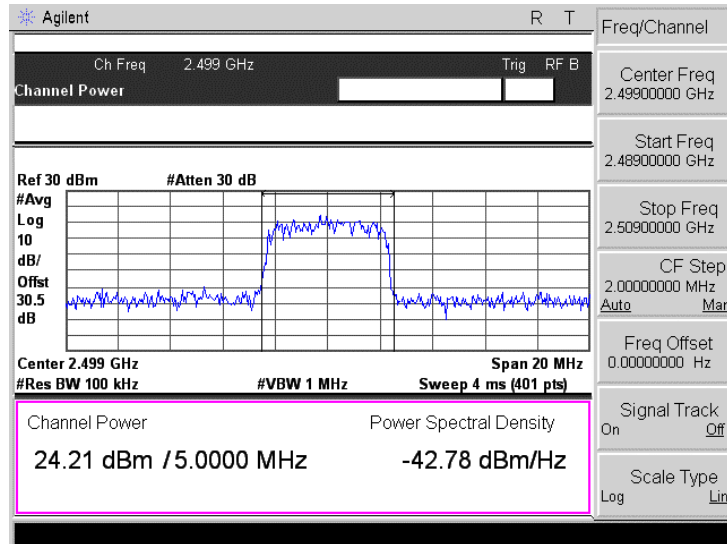 Agilent R T
Freq/Channel
Ch Freq 2.499 GHz Trig RF B
Channel Power
Center Freq
2.49900000 GHz
Start Freq
2.48900000 GHz
Ref 30 dBm #Atten 30 dB
#Avg
Log
10
dB/
Offst
30.5
dB
Stop Freq
2.50900000 GHz
CF Step
2.00000000 MHz
Auto Man
Center 2.499 GHz Span 20 MHz
#Res BW 100 kHz #VBW 1 MHz Sweep 4 ms (401 pts)
Freq Offset
0.00000000 Hz
Channel Power Power Spectral Density
24.21 dBm / 5.0000 MHz -42.78 dBm/Hz
Signal Track
On Off
Scale Type
Log Lin